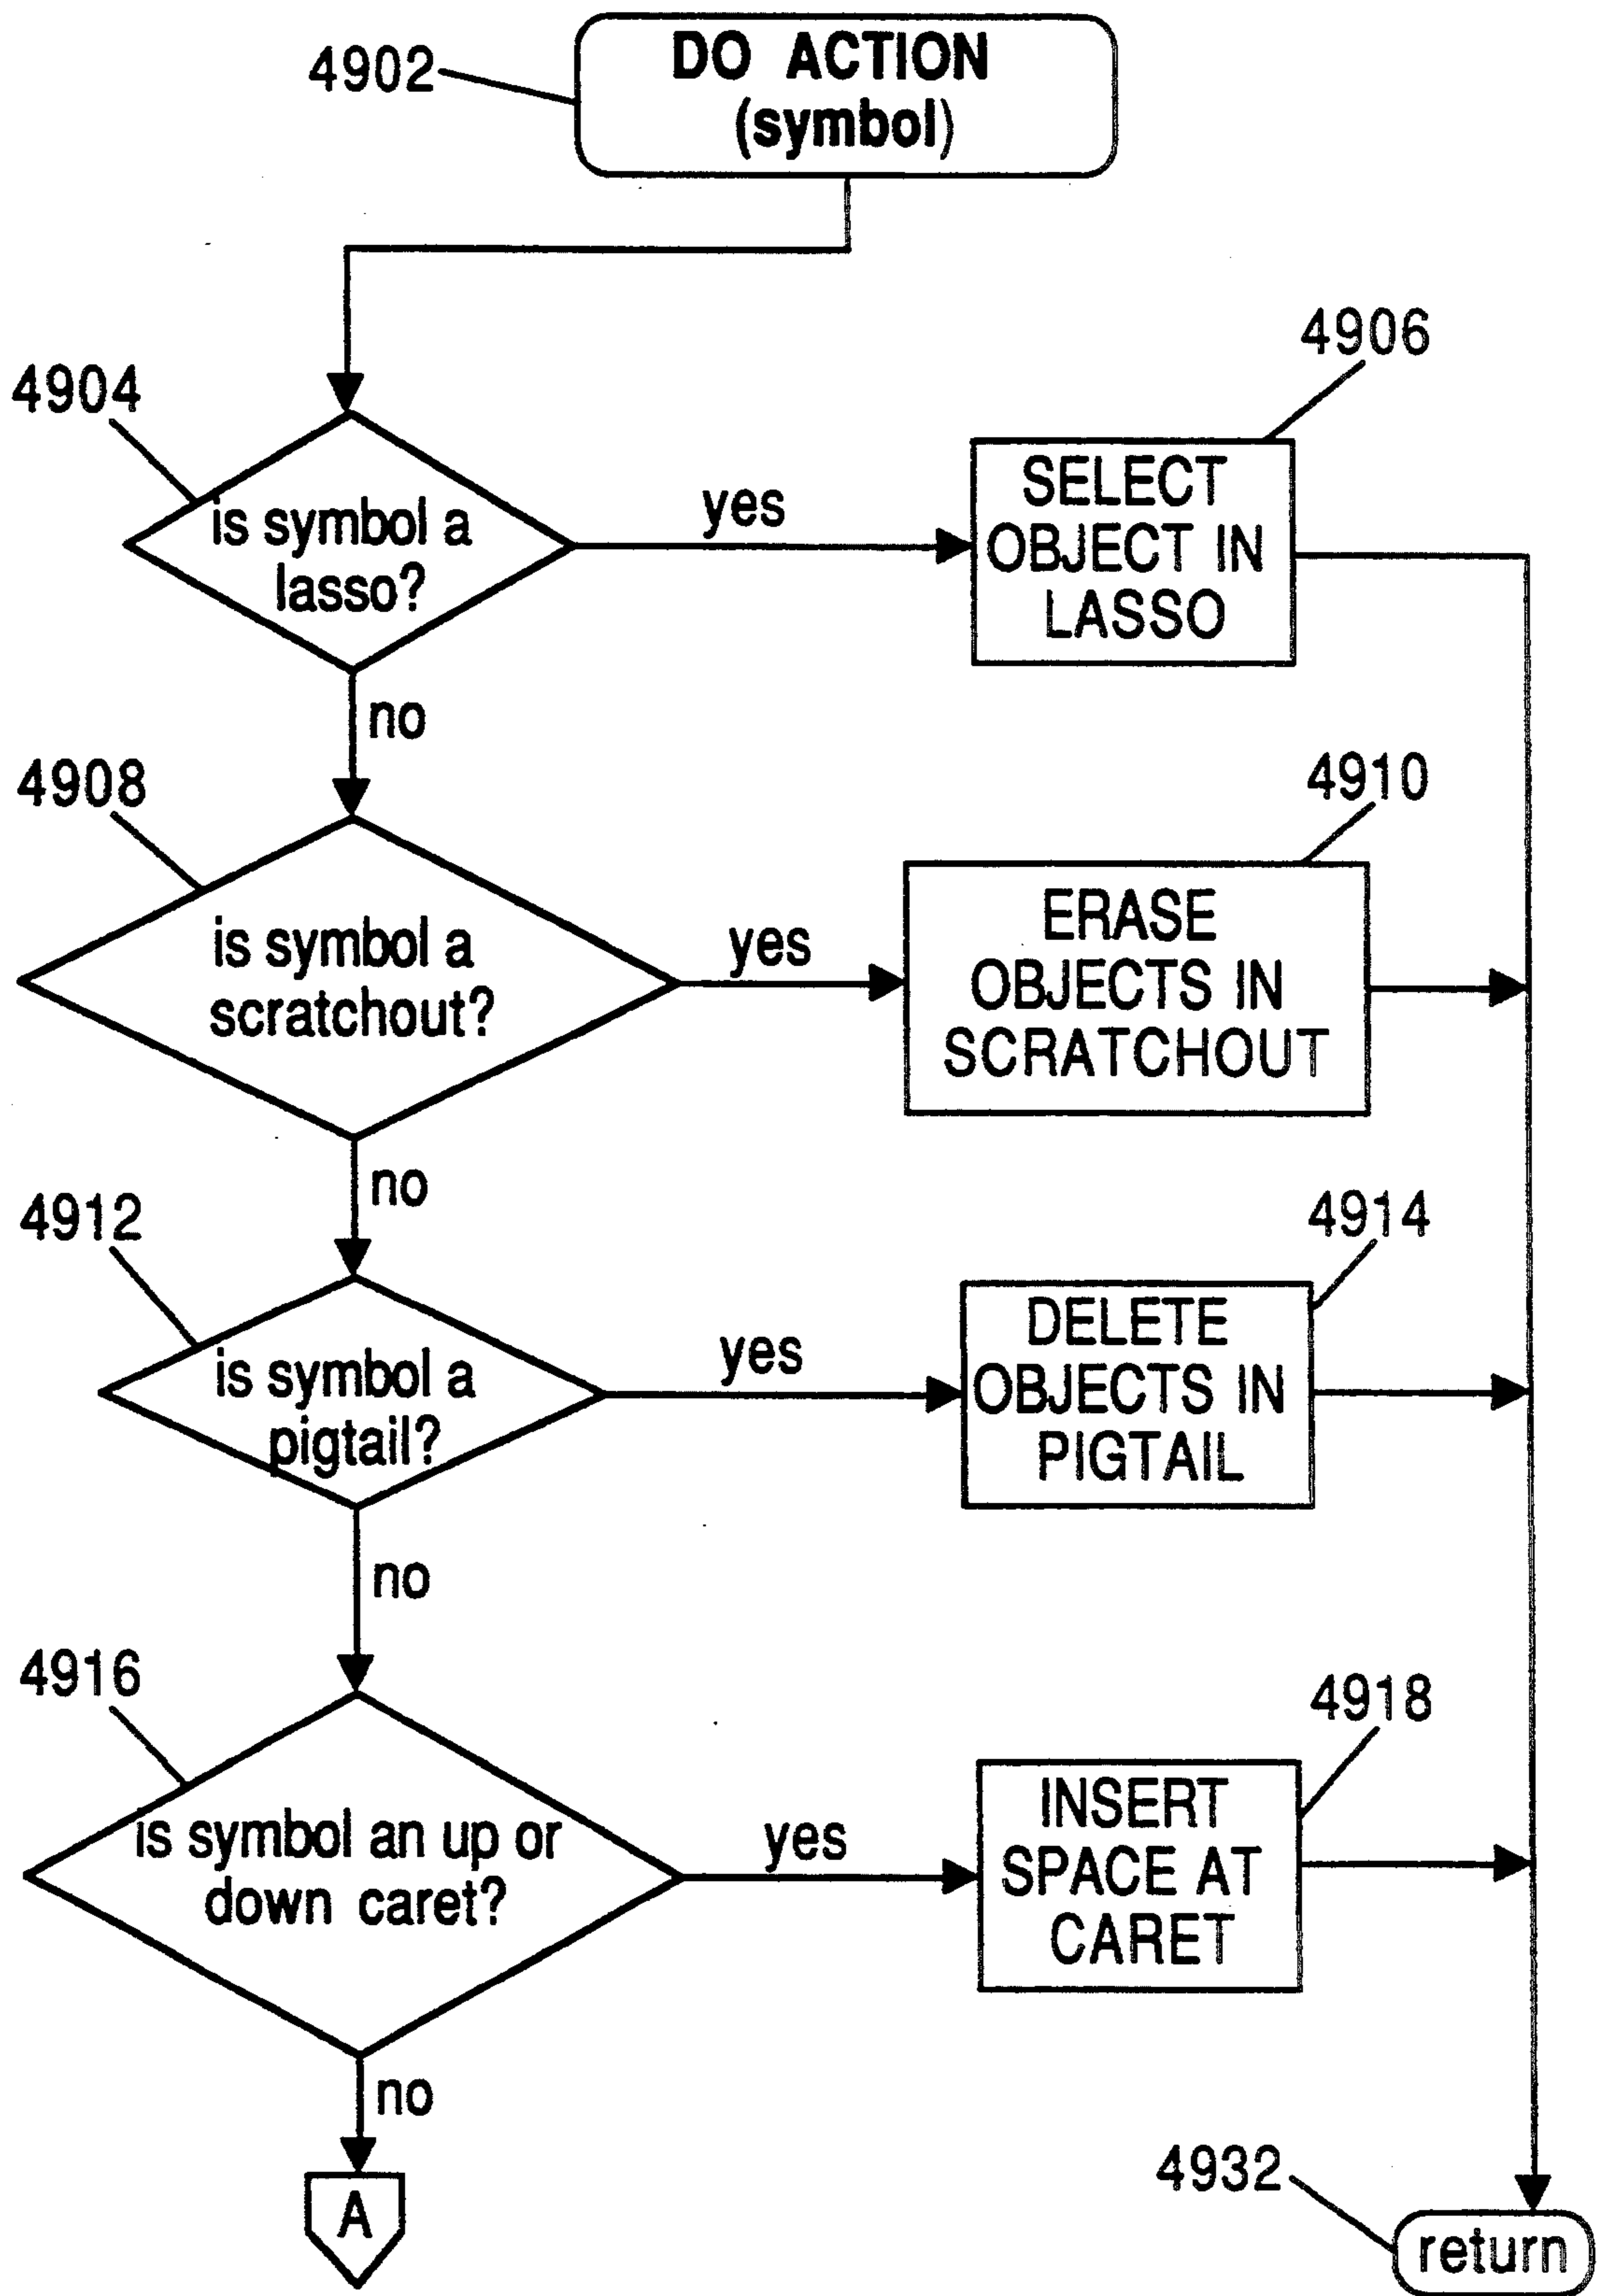 4902
DO ACTION
(symbol)
4904
is symbol a
lasso?
yes
4906
SELECT
OBJECT IN
LASSO
no
4908
is symbol a
scratchout?
yes
4910
ERASE
OBJECTS IN
SCRATCHOUT
no
4912
is symbol a
pigtail?
yes
4914
DELETE
OBJECTS IN
PIGTAIL
no
4916
is symbol an up or
down caret?
yes
4918
INSERT
SPACE AT
CARET
no
A
4932
return